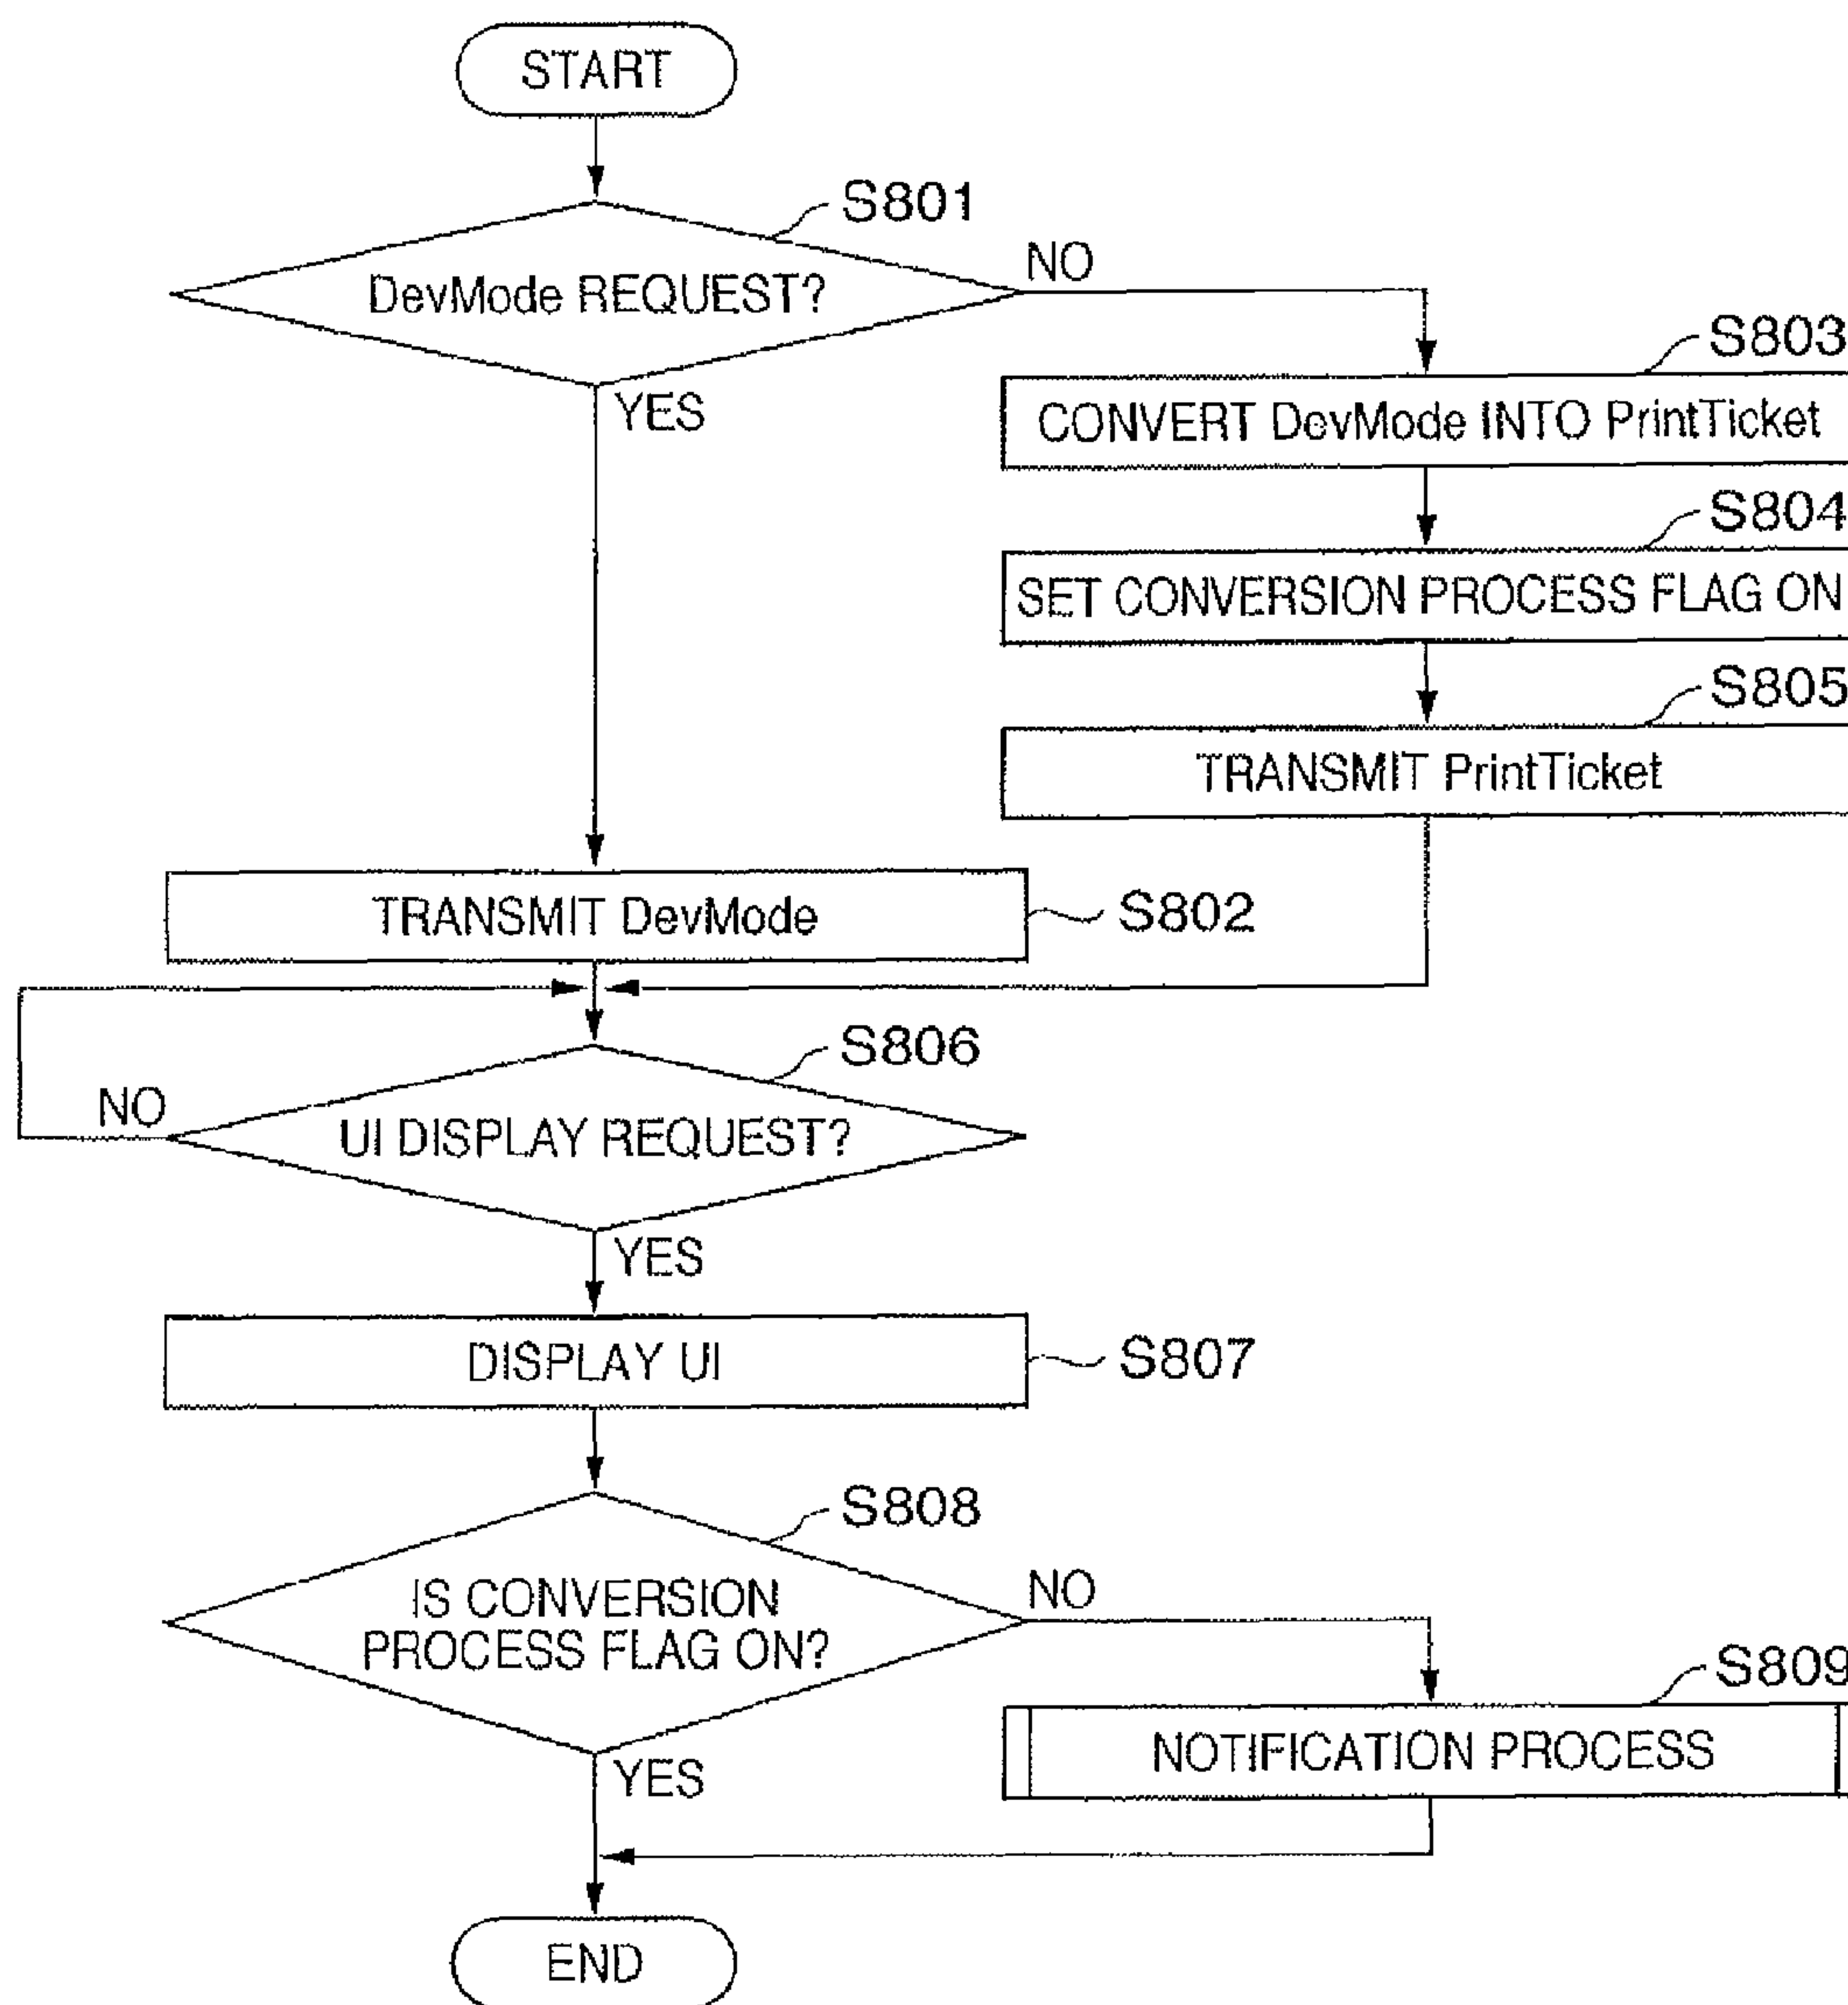 START
S801
DevMode REQUEST?
NO
YES
S803
CONVERT DevMode INTO PrintTicket
S804
SET CONVERSION PROCESS FLAG ON
S805
TRANSMIT PrintTicket
TRANSMIT DevMode
S802
S806
NO
UI DISPLAY REQUEST?
YES
DISPLAY UI
S807
S808
IS CONVERSION
PROCESS FLAG ON?
NO
YES
S809
NOTIFICATION PROCESS
END